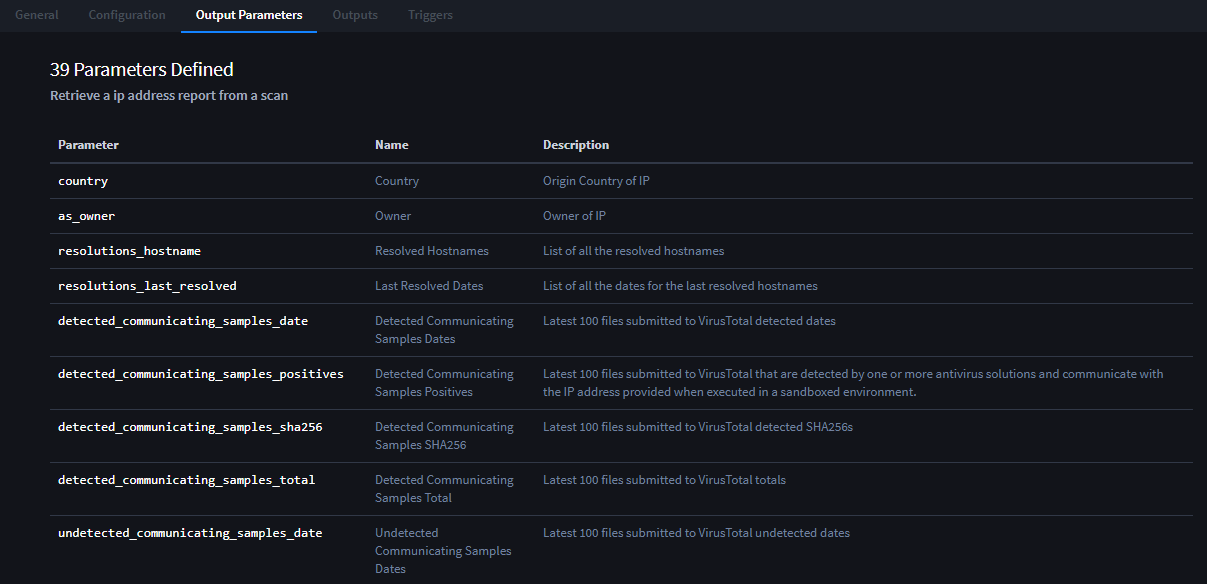 General Configuration Output Parameters Outputs Triggers
39 Parameters Defined
Retrieve a ip address report from a scan
Parameter Name Description
country Country Origin Country of IP
as_owner Owner Owner of IP
resolutions_hostname Resolved Hostnames List of all the resolved hostnames
resolutions_last_resolved Last Resolved Dates List of all the dates for the last resolved hostnames
detected_communicating_samples_date Detected Communicating Latest 100 files submitted to VirusTotal detected dates
Samples Dates
detected_communicating_samples_positives Detected Communicating Latest 100 files submitted to VirusTotal that are detected by one or more antivirus solutions and communicate with
Samples Positives the IP address provided when executed in a sandboxed environment.
detected_communicating_samples_sha256 Detected Communicating Latest 100 files submitted to VirusTotal detected SHA256s
Samples SHA256
detected_communicating_samples_total Detected Communicating Latest 100 files submitted to VirusTotal totals
Samples Total
undetected_communicating_samples_date Undetected Latest 100 files submitted to VirusTotal undetected dates
Communicating Samples
Dates